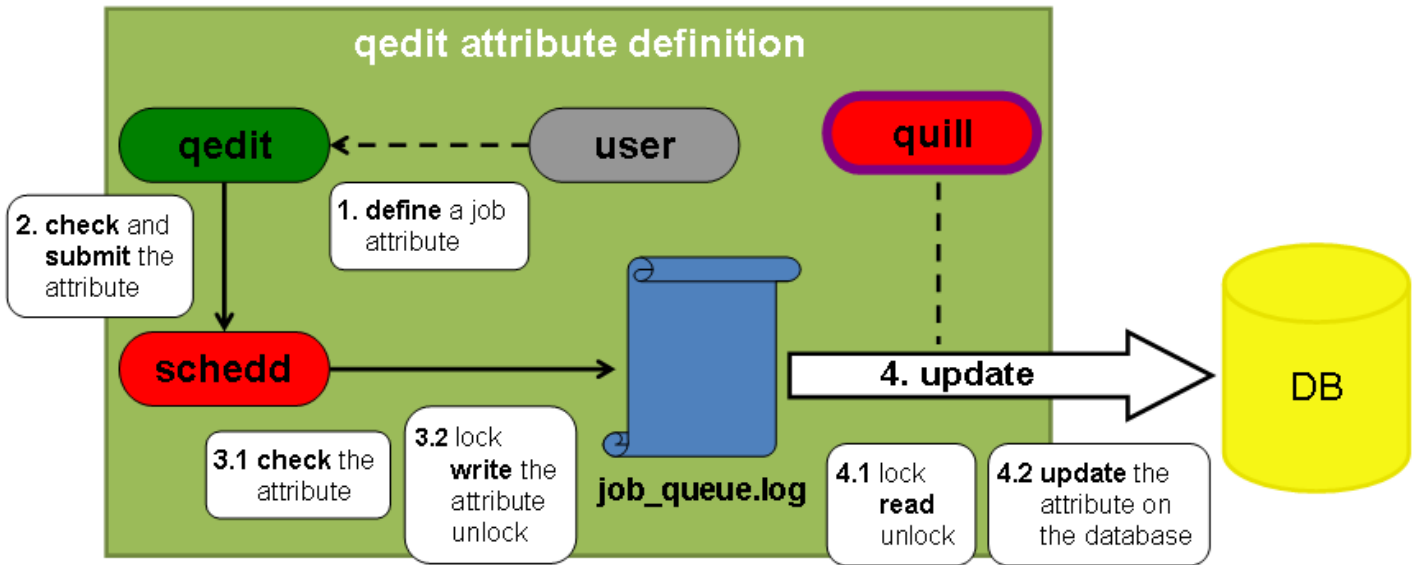 qedit attribute definition
qedit
user
quill
1. define a job
attribute
2. check and
submit the
attribute
schedd
4. update
DB
3.1 check the
attribute
3.2 lock
write the
attribute
unlock
job_queue.log
4.1 lock
read
unlock
4.2 update the
attribute on
the database